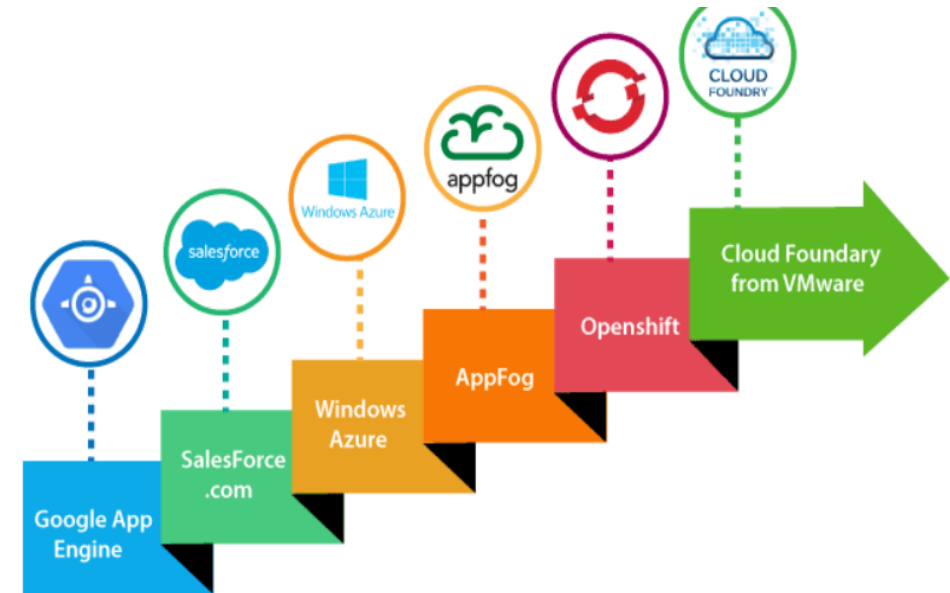 CLOUD
FOUNDRY
appfog
Windows Azure
salesforce
Cloud Foundary
from VMware
Openshift
AppFog
Windows
Azure
SalesForce
.com
Google App
Engine